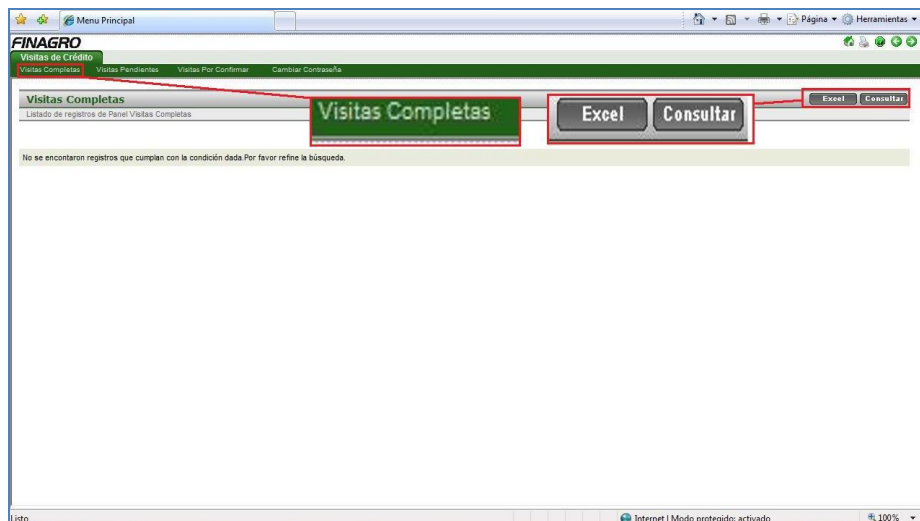 Menu Principal
Página
Herramientas
FINAGRO
Visitas de Crédito
Visitas Completas Visitas Pendientes Visitas Por Confirmar Cambiar Contraseña
Visitas Completas
Excel Consultar
Listado de registros de Panel Visitas Completas
Visitas Completas
Excel Consultar
No se encontaron registros que cumplan con la condición dada.Por favor refine la búsqueda.
Listo
Internet | Modo protegido: activado
100%